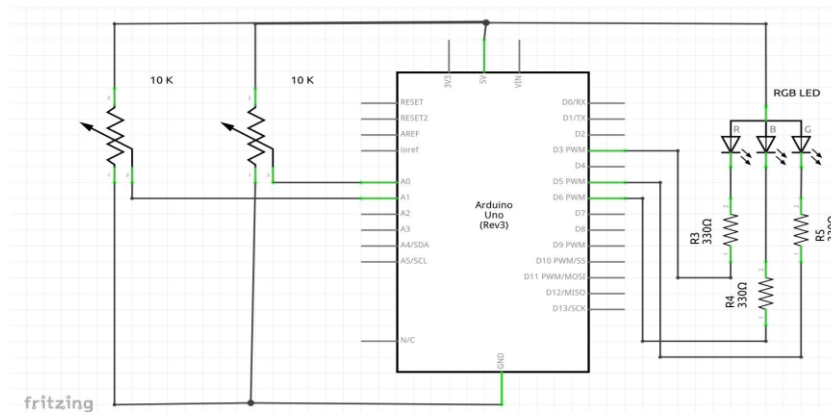 10 K
10 K
3V3
5V
VIN
RESET
RESET2
AREF
ioref
A0
A1
A2
A3
A4/SDA
A5/SCL
N/C
Arduino
Uno
(Rev3)
D0/RX
D1/TX
D2
D3 PWM
D4
D5 PWM
D6 PWM
D7
D8
D9 PWM
D10 PWM/SS
D11 PWM/MOSI
D12/MISO
D13/SCK
GND
RGB LED
R
B
G
R3
330Ω
R4
330Ω
R5
fritzing